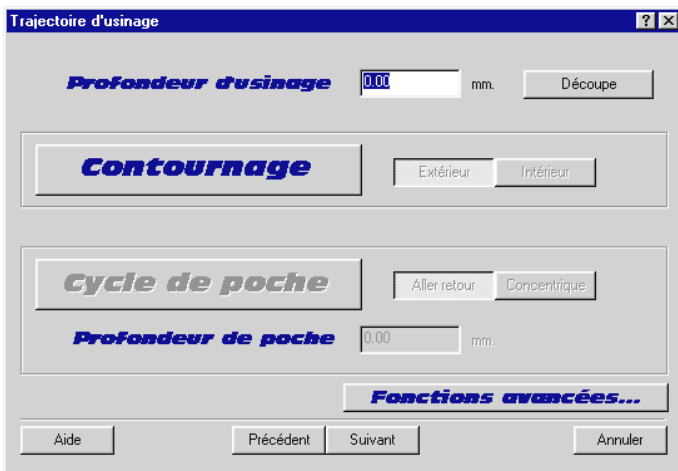 Trajectoire d'usinage ? ×
Profondeur d'usinage 0.00 mm. Découpe
Contournage Extérieur Intérieur
Cycle de poche Aller retour Concentrique
Profondeur de poche 0.00 mm.
Fonctions avancées...
Aide Précédent Suivant Annuler